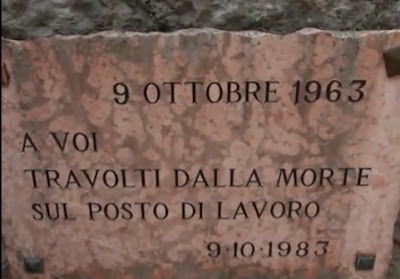 9 OTTOBRE 1963
A VOI
TRAVOLTI DALLA MORTE
SUL POSTO DI LAVORO
9·10·1983